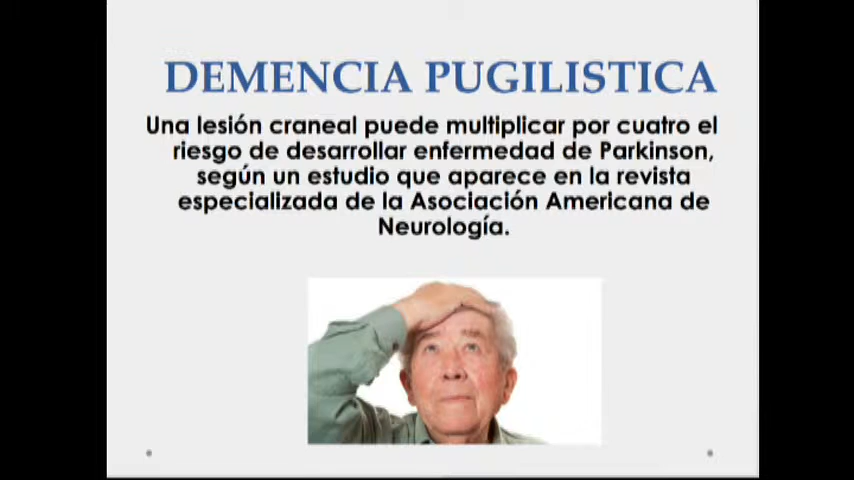 DEMENCIA PUGILISTICA
Una lesión craneal puede multiplicar por cuatro el
riesgo de desarrollar enfermedad de Parkinson,
según un estudio que aparece en la revista
especializada de la Asociación Americana de
Neurología.